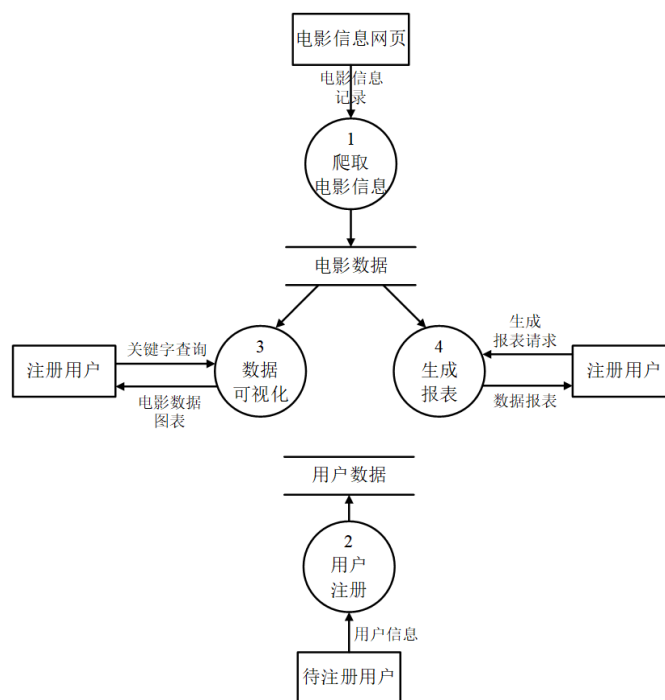 电影信息网页
电影信息
记录
1
爬取
电影信息
电影数据
关键字查询
注册用户
电影数据
图表
3
数据
可视化
4
生成
报表
生成
报表请求
注册用户
数据报表
用户数据
2
用户
注册
用户信息
待注册用户